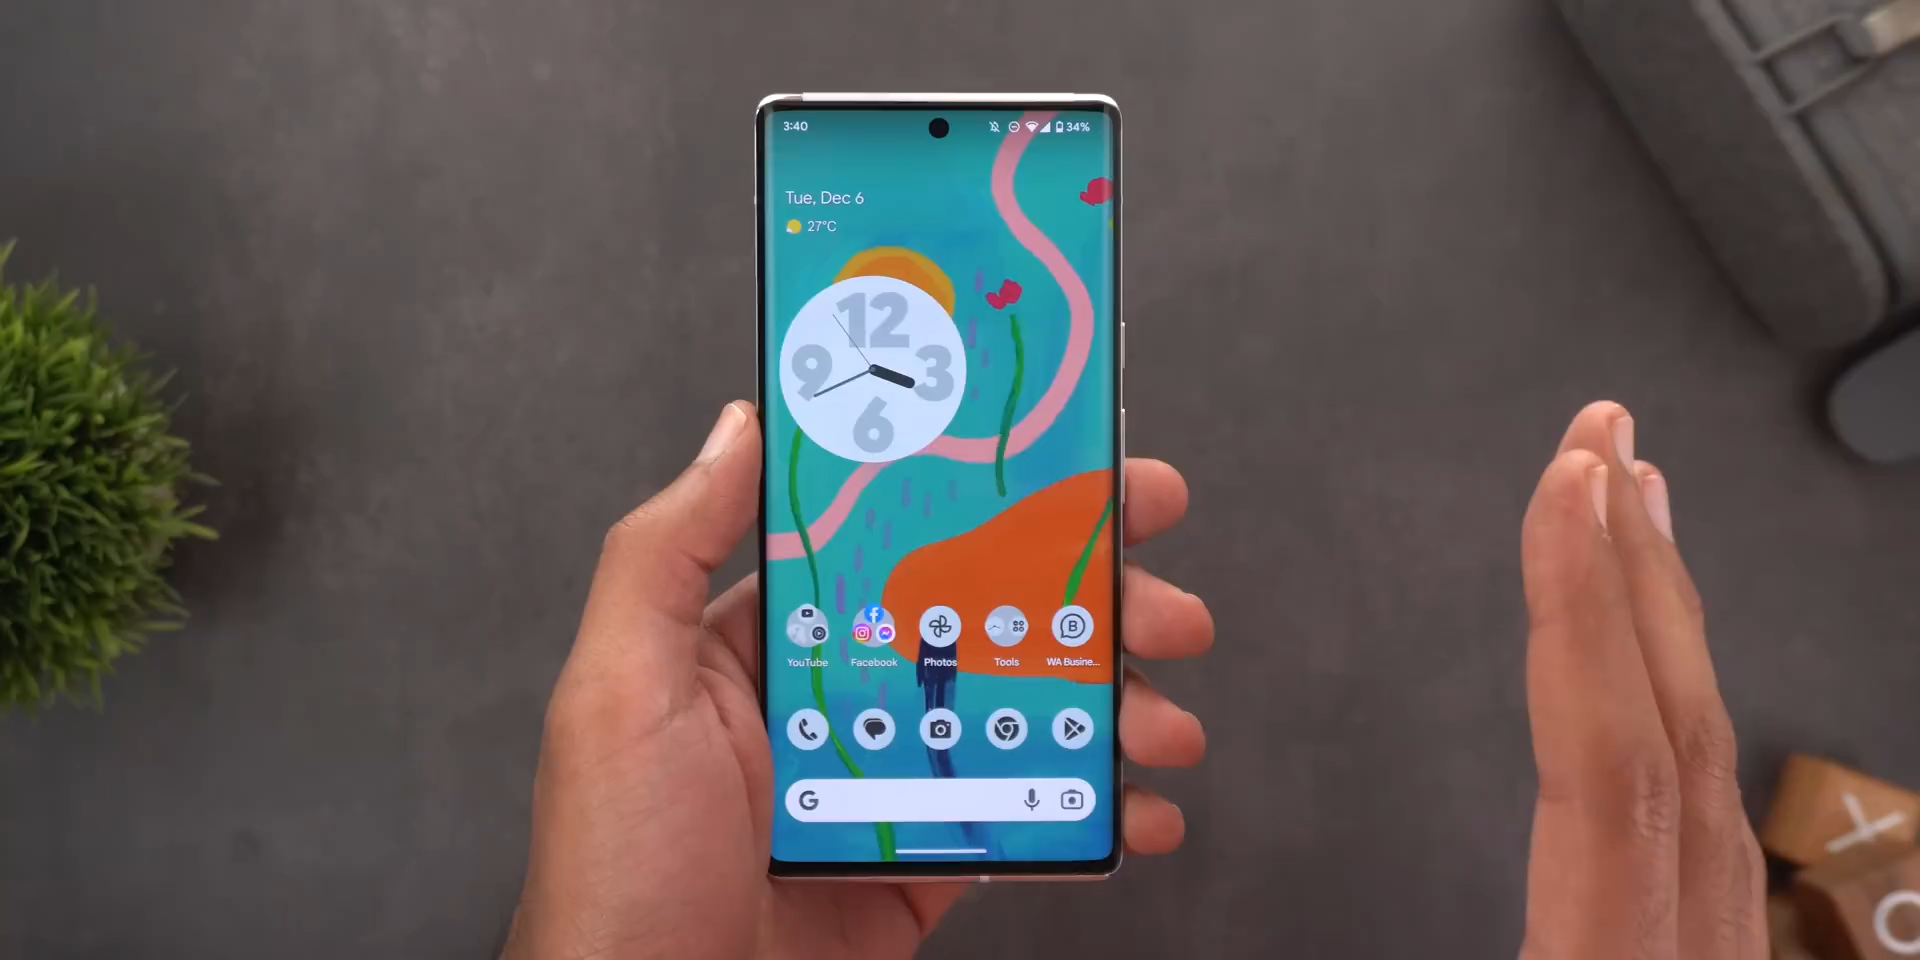 3:40
34%
Tue, Dec 6
27°C
12
9
3
6
B
YouTube
Facebook
Photos
Tools
WA Busine...
G
X
O